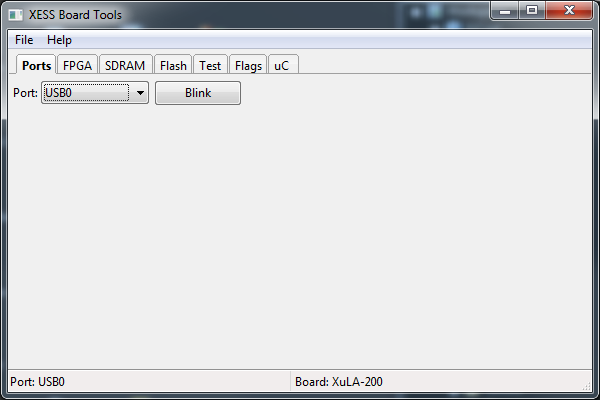 XESS Board Tools
File Help
Ports FPGA SDRAM Flash Test Flags uC
Port: USB0 Blink
Port: USB0 Board: XuLA-200